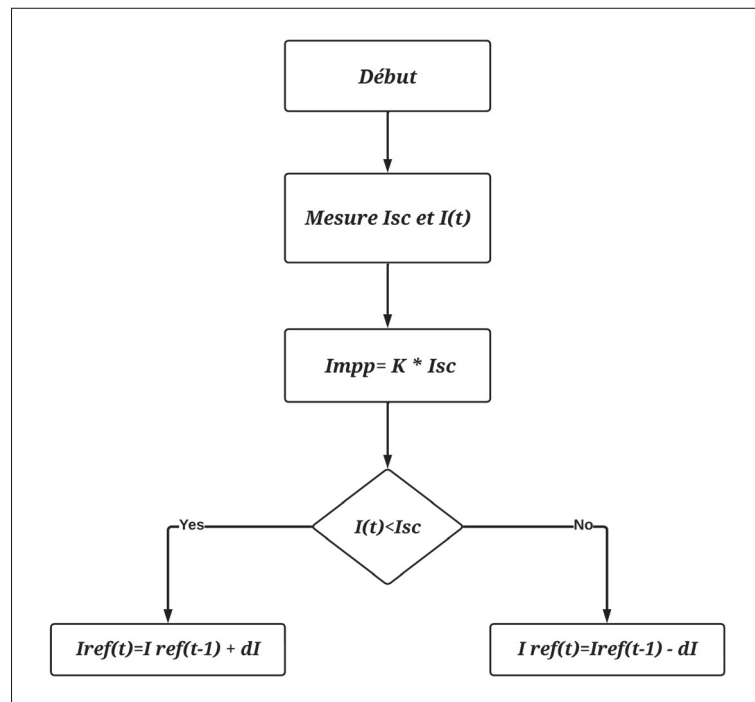 Début
Mesure Isc et I(t)
Impp= K * Isc
I(t)<Isc
Yes
No
Iref(t)=I ref(t-1) + dI
I ref(t)=Iref(t-1) - dI